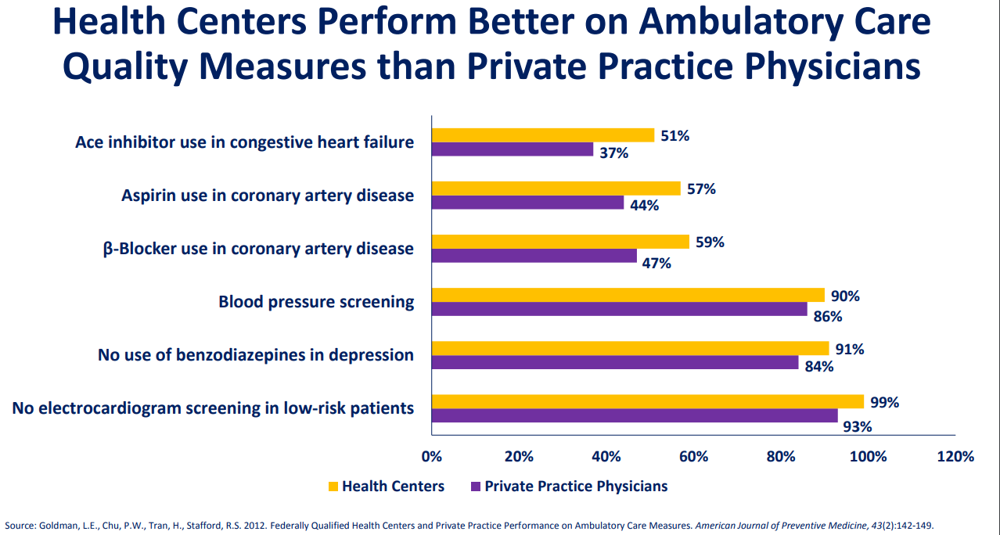 Health Centers Perform Better on Ambulatory Care
Quality Measures than Private Practice Physicians
Ace inhibitor use in congestive heart failure
51%
37%
Aspirin use in coronary artery disease
57%
44%
β-Blocker use in coronary artery disease
59%
47%
Blood pressure screening
90%
86%
No use of benzodiazepines in depression
91%
84%
No electrocardiogram screening in low-risk patients
99%
93%
0% 20% 40% 60% 80% 100% 120%
Health Centers Private Practice Physicians
Source: Goldman, L.E., Chu, P.W., Tran, H., Stafford, R.S. 2012. Federally Qualified Health Centers and Private Practice Performance on Ambulatory Care Measures. American Journal of Preventive Medicine, 43(2):142-149.